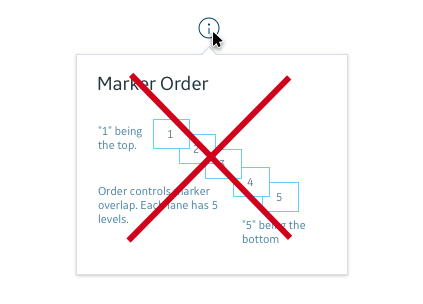 Marker Order
"1" being
the top.
1
2
3
4
5
Order controls marker
overlap. Each lane has 5
levels.
"5" being the
bottom